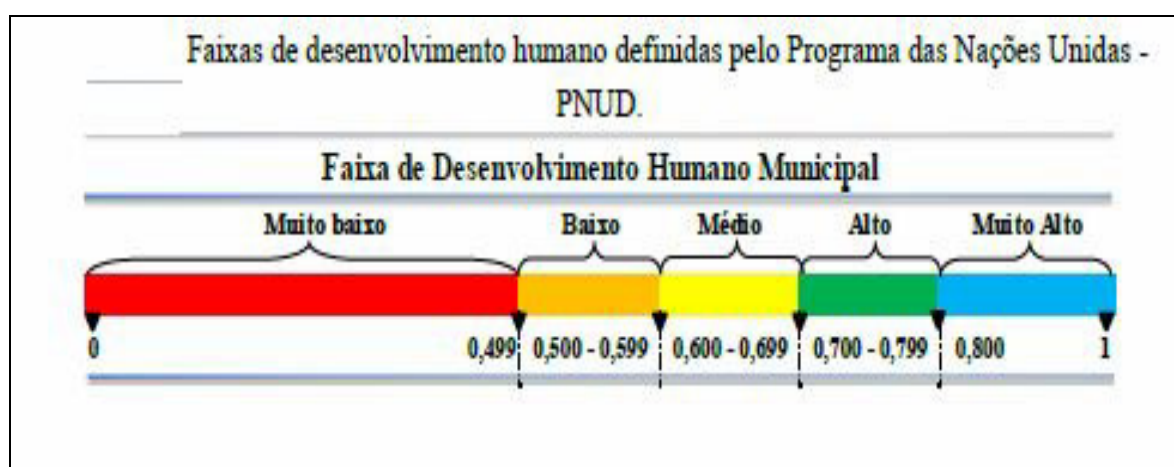 Faixas de desenvolvimento humano definidas pelo Programa das Nações Unidas -
PNUD.
Faixa de Desenvolvimento Humano Municipal
Muito baixo Baixo Médio Alto Muito Alto
0 0,499 0,500 - 0,599 0,600 - 0,699 0,700 - 0,799 0,800 1